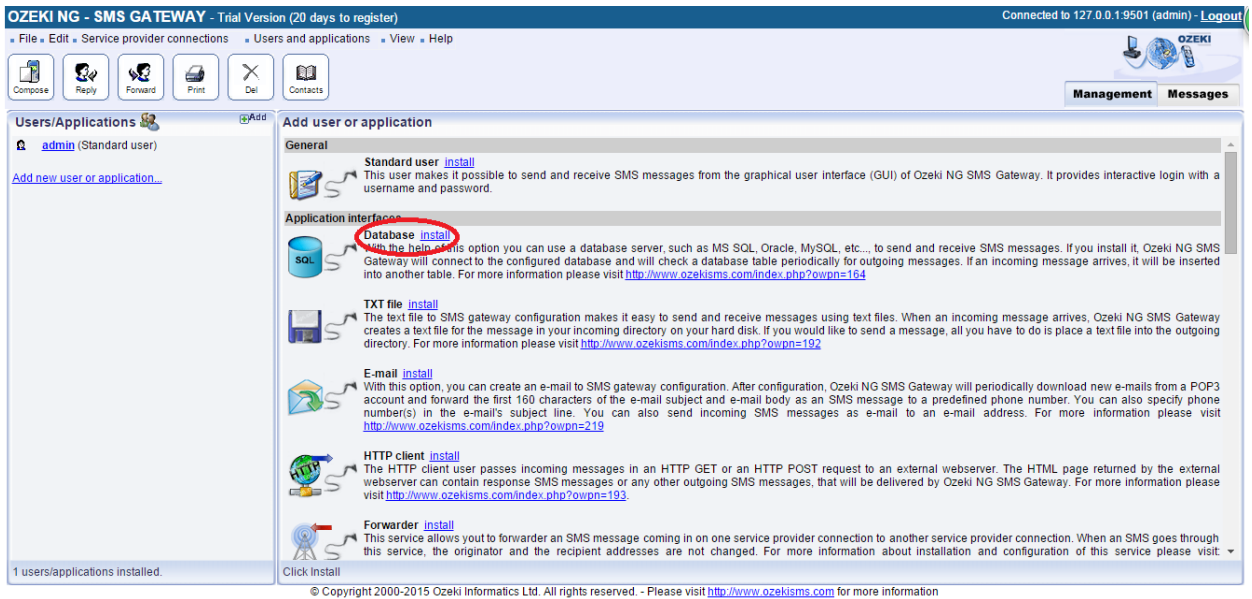 OZEKI NG - SMS GATEWAY - Trial Version (20 days to register)
Connected to 127.0.0.1:9501 (admin) - Logout
File Edit Service provider connections Users and applications View Help
OZEKI
Compose Reply Forward Print Del Contacts
Management Messages
Users/Applications Add
admin (Standard user)
Add new user or application...
Add user or application
General
Standard user install
This user makes it possible to send and receive SMS messages from the graphical user interface (GUI) of Ozeki NG SMS Gateway. It provides interactive login with a
username and password.
Application interfaces
Database install
SQL
With the help of this option you can use a database server, such as MS SQL, Oracle, MySQL, etc..., to send and receive SMS messages. If you install it, Ozeki NG SMS
Gateway will connect to the configured database and will check a database table periodically for outgoing messages. If an incoming message arrives, it will be inserted
into another table. For more information please visit http://www.ozekisms.com/index.php?owpn=164
TXT file install
The text file to SMS gateway configuration makes it easy to send and receive messages using text files. When an incoming message arrives, Ozeki NG SMS Gateway
creates a text file for the message in your incoming directory on your hard disk. If you would like to send a message, all you have to do is place a text file into the outgoing
directory. For more information please visit http://www.ozekisms.com/index.php?owpn=192
E-mail install
With this option, you can create an e-mail to SMS gateway configuration. After configuration, Ozeki NG SMS Gateway will periodically download new e-mails from a POP3
account and forward the first 160 characters of the e-mail subject and e-mail body as an SMS message to a predefined phone number. You can also specify phone
number(s) in the e-mail's subject line. You can also send incoming SMS messages as e-mail to an e-mail address. For more information please visit
http://www.ozekisms.com/index.php?owpn=219
HTTP client install
HTTP
The HTTP client user passes incoming messages in an HTTP GET or an HTTP POST request to an external webserver. The HTML page returned by the external
webserver can contain response SMS messages or any other outgoing SMS messages, that will be delivered by Ozeki NG SMS Gateway. For more information please
visit http://www.ozekisms.com/index.php?owpn=193.
Forwarder install
This service allows yout to forwarder an SMS message coming in on one service provider connection to another service provider connection. When an SMS goes through
this service, the originator and the recipient addresses are not changed. For more information about installation and configuration of this service please visit:
1 users/applications installed.
Click Install
© Copyright 2000-2015 Ozeki Informatics Ltd. All rights reserved. - Please visit http://www.ozekisms.com for more information